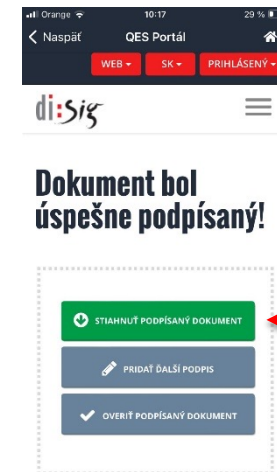 Orange 10:17 29 %
Naspäť QES Portál
WEB SK PRIHLÁSENÝ
di:sig
Dokument bol
úspešne podpísaný!
STIAHNUŤ PODPÍSANÝ DOKUMENT
PRIDAŤ ĎALŠÍ PODPIS
OVERIŤ PODPÍSANÝ DOKUMENT